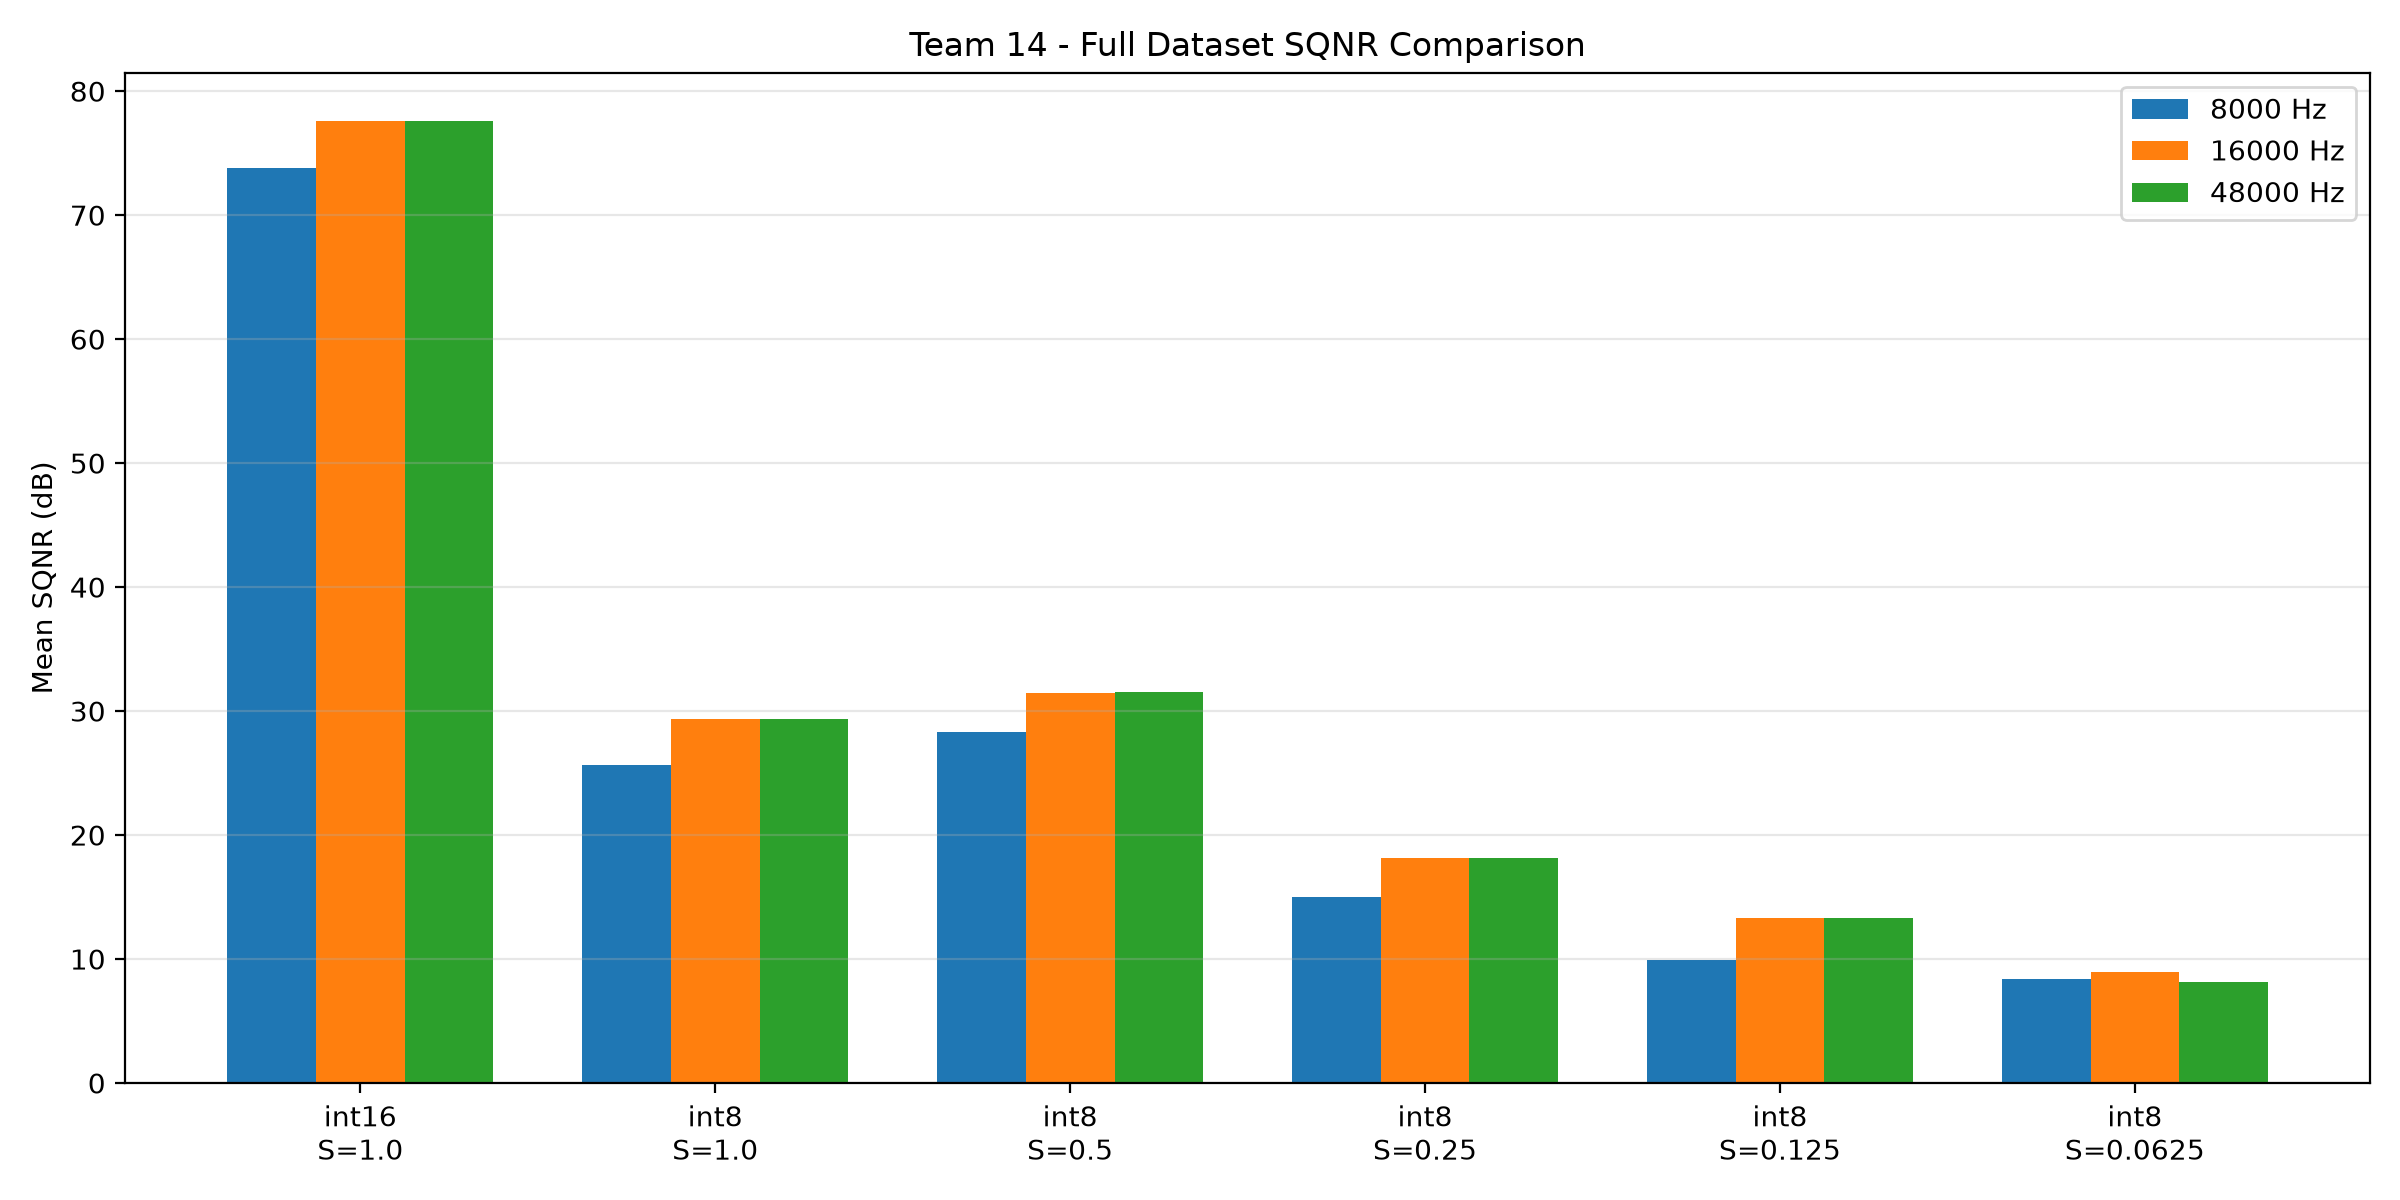 Team 14 - Full Dataset SQNR Comparison
8000 Hz
16000 Hz
48000 Hz
Mean SQNR (dB)
80
70
60
50
40
30
20
10
0
int16
S=1.0
int8
S=1.0
int8
S=0.5
int8
S=0.25
int8
S=0.125
int8
S=0.0625